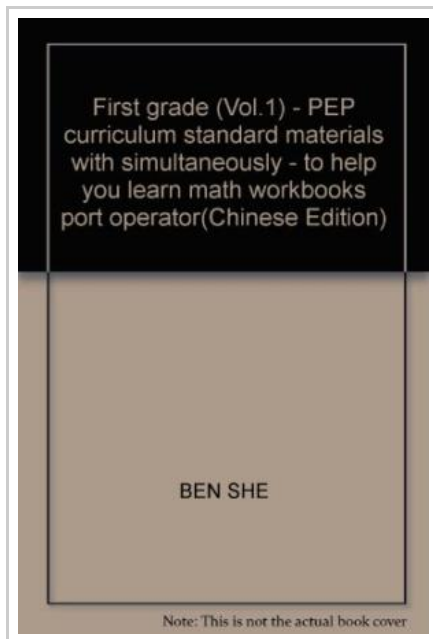 First grade (Vol.1) - PEP
curriculum standard materials
with simultaneously - to help
you learn math workbooks
port operator(Chinese Edition)
BEN SHE
Note: This is not the actual book cover